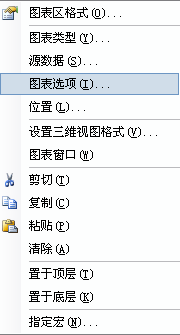 图表区格式(O)...
图表类型(Y)...
源数据(S)...
图表选项(I)...
位置(L)...
设置三维视图格式(V)...
图表窗口(W)
剪切(T)
复制(C)
粘贴(P)
清除(A)
置于顶层(T)
置于底层(K)
指定宏(N)...